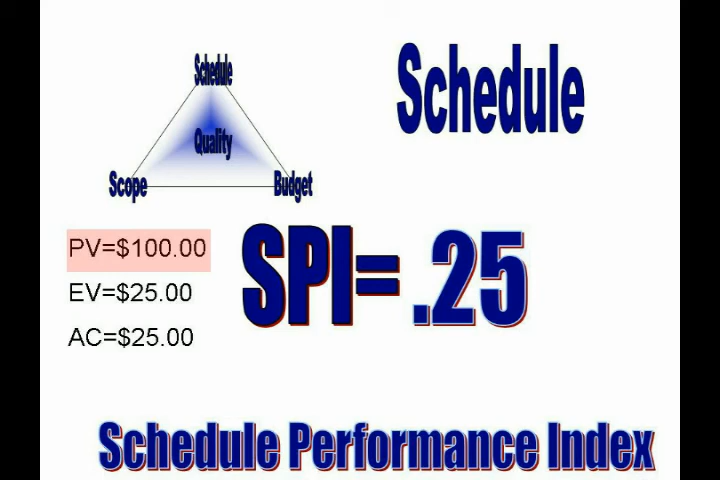 Schedule
Schedule
Quality
Scope
Budget
PV=$100.00
EV=$25.00
AC=$25.00
SPI= .25
Schedule Performance Index